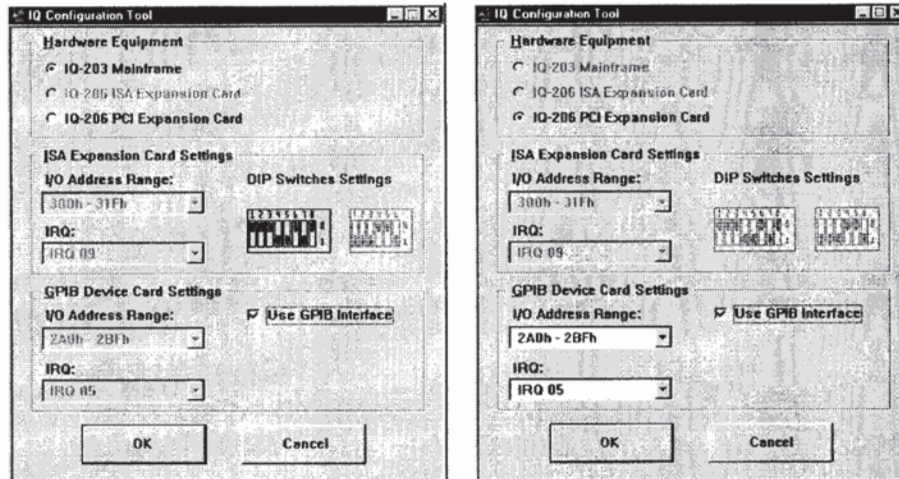 IQ Configuration Tool
Hardware Equipment
IQ-203 Mainframe
IQ-206 ISA Expansion Card
IQ-206 PCI Expansion Card
ISA Expansion Card Settings
I/O Address Range:
DIP Switches Settings
300h - 31Fh
IRQ:
IRQ 09
GPIB Device Card Settings
I/O Address Range:
Use GPIB Interface
2A0h - 2BFh
IRQ:
IRQ 05
OK
Cancel
IQ Configuration Tool
Hardware Equipment
IQ-203 Mainframe
IQ-206 ISA Expansion Card
IQ-206 PCI Expansion Card
ISA Expansion Card Settings
I/O Address Range:
DIP Switches Settings
300h - 31Fh
IRQ:
IRQ 09
GPIB Device Card Settings
I/O Address Range:
Use GPIB Interface
2A0h - 2BFh
IRQ:
IRQ 05
OK
Cancel